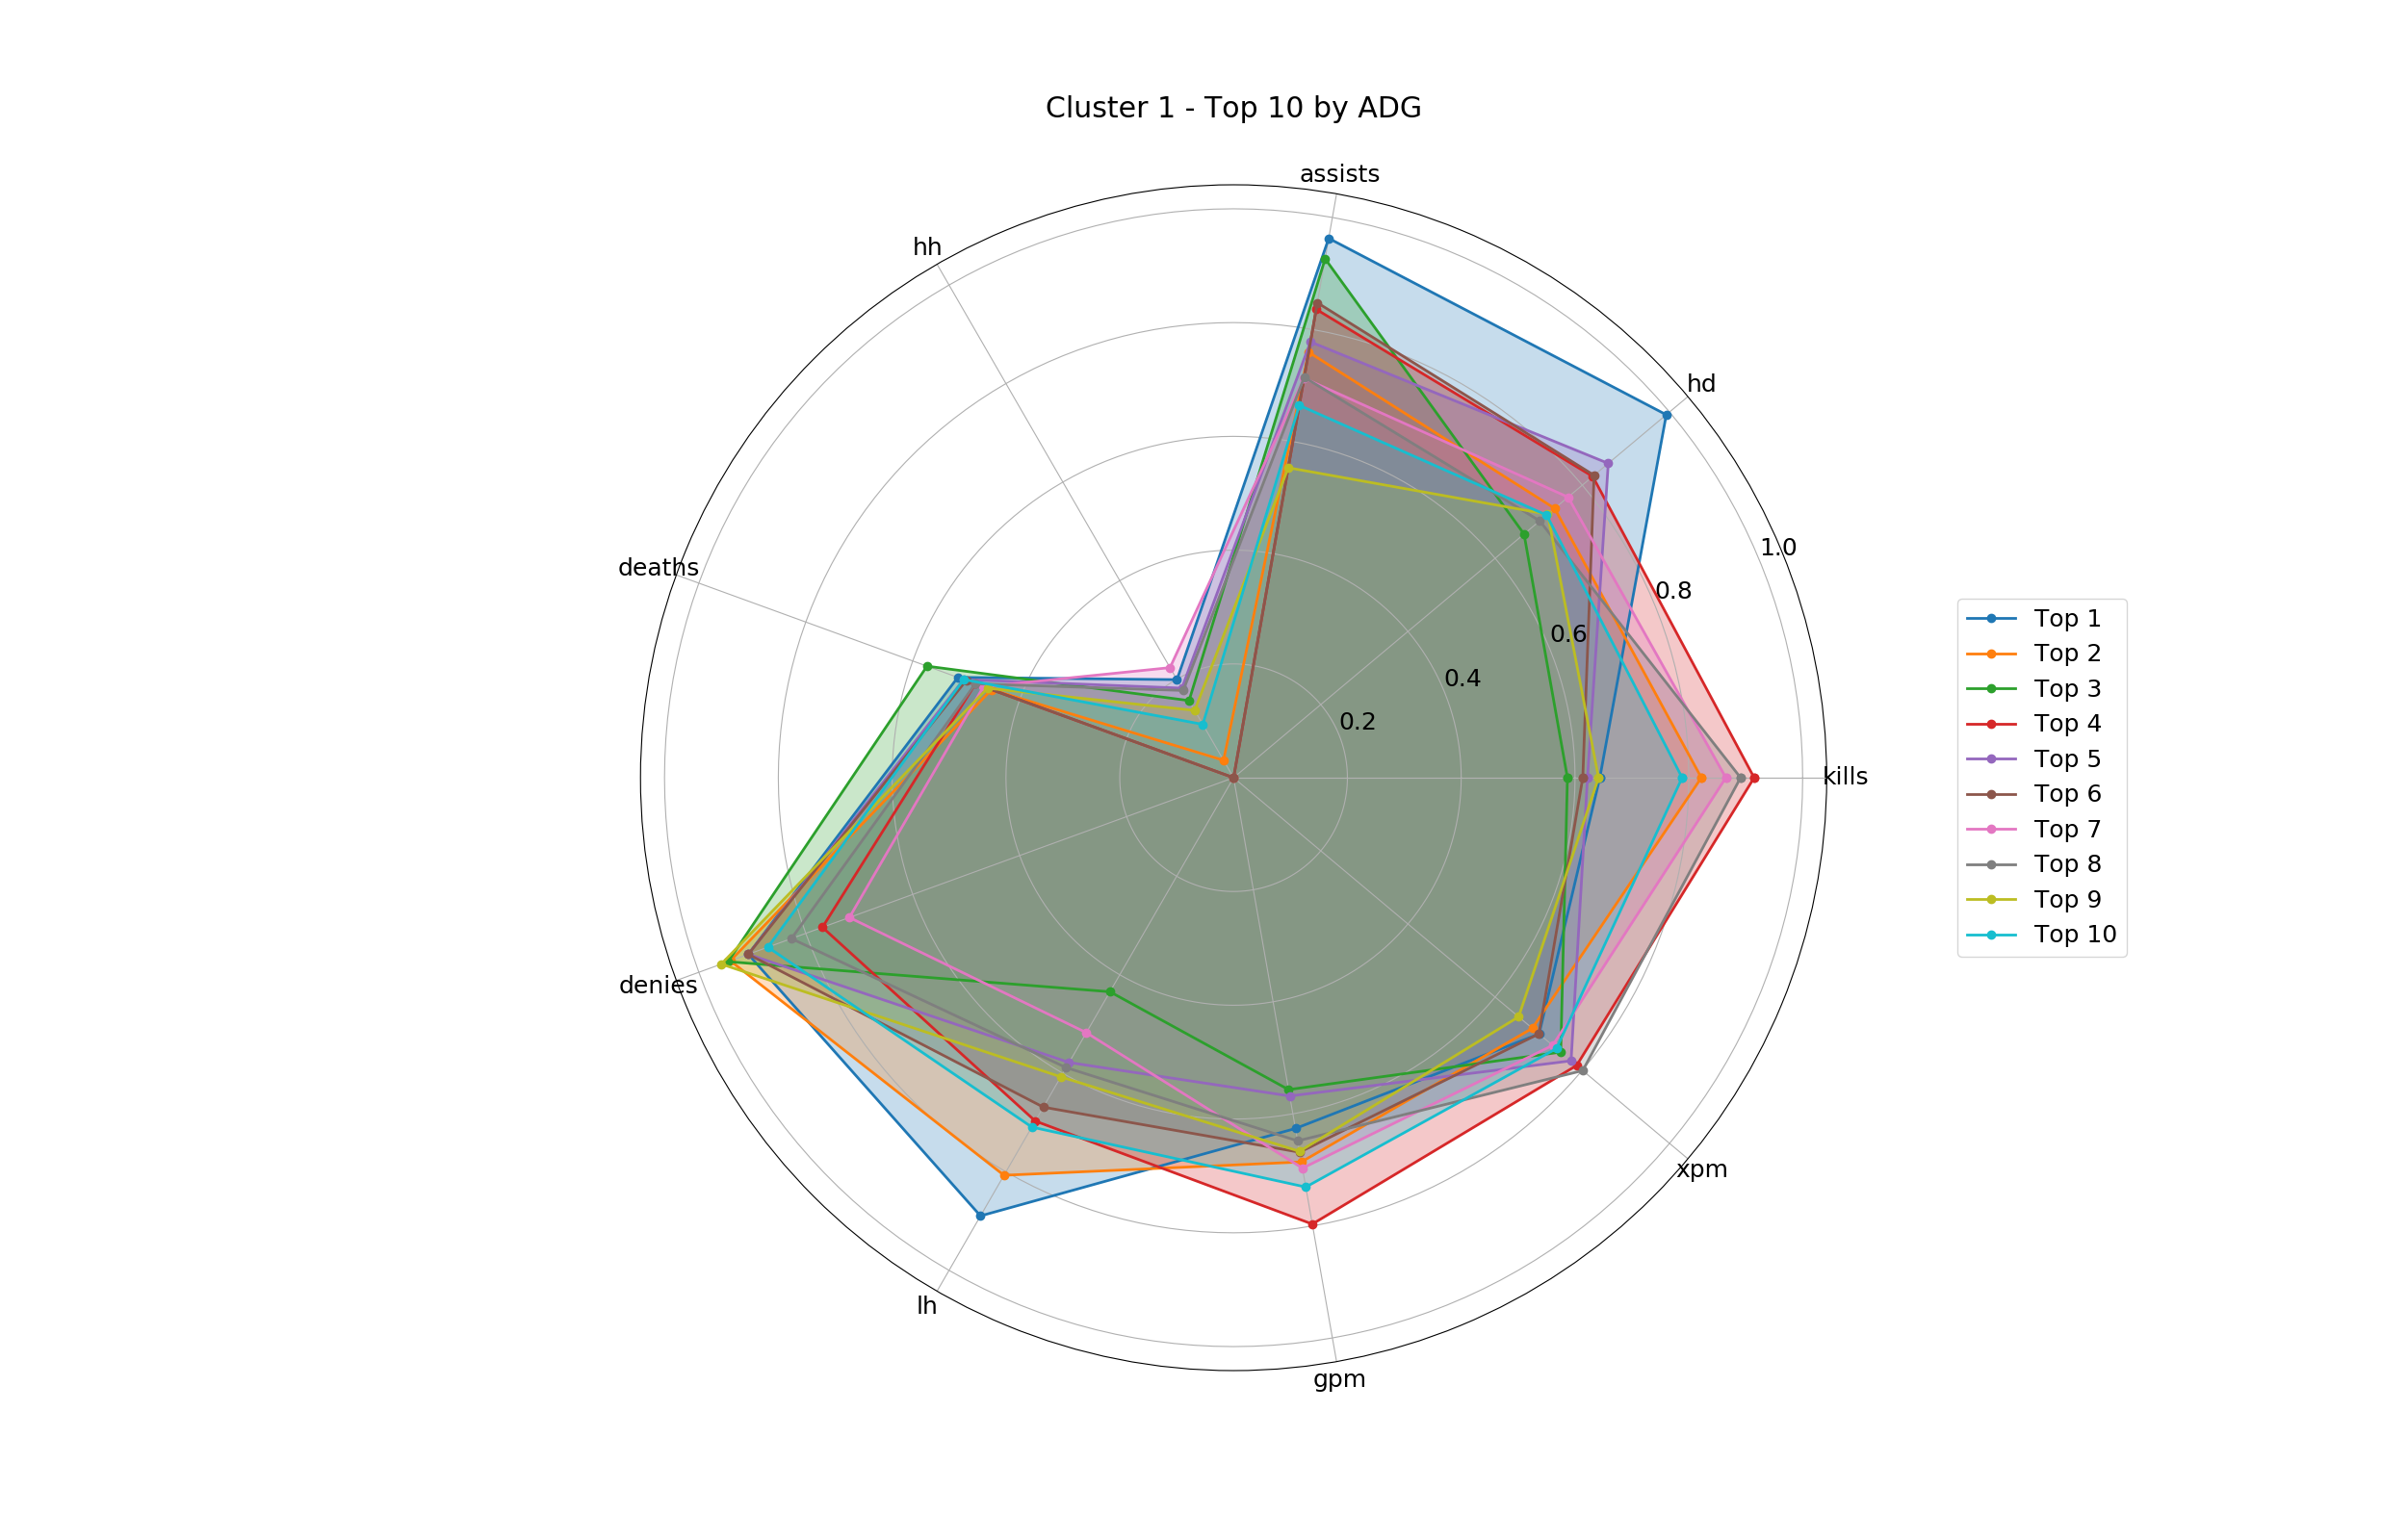 Cluster 1 - Top 10 by ADG
assists
hh
hd
deaths
1.0
0.8
0.6
0.4
0.2
kills
denies
xpm
lh
gpm
Top 1
Top 2
Top 3
Top 4
Top 5
Top 6
Top 7
Top 8
Top 9
Top 10